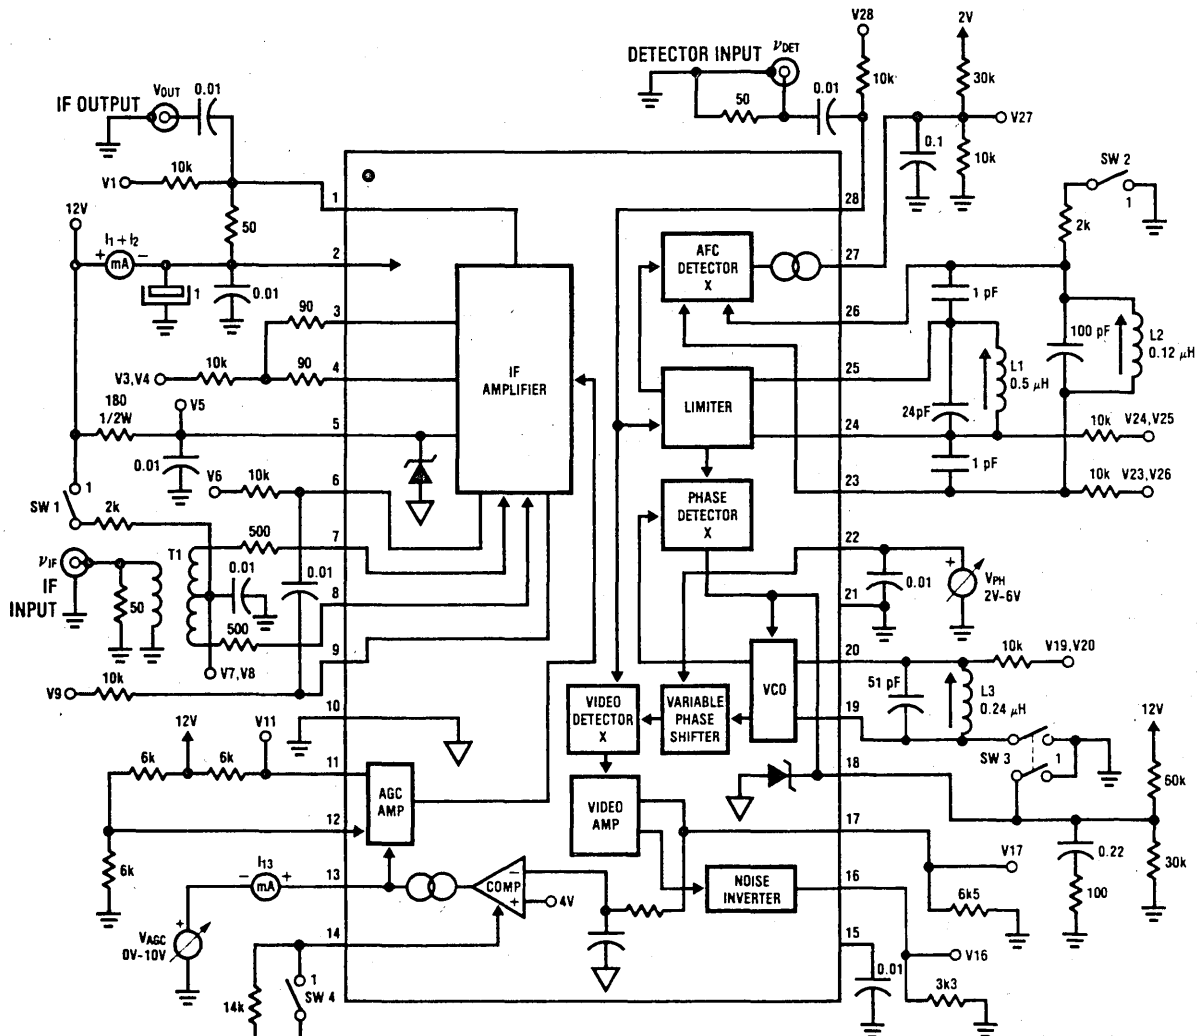 V28
2V
DETECTOR INPUT
νDET
10k
30k
0.01
50
V27
0.1
10k
IF OUTPUT
VOUT
0.01
V1
10k
50
12V
I1 + I2
+
mA
-
1
0.01
SW 2
1
2k
1
2
3
4
5
6
7
8
9
10
11
12
13
14
28
27
26
25
24
23
22
21
20
19
18
17
16
15
90
90
10k
V3,V4
180
1/2W
V5
0.01
V6
10k
SW 1
1
2k
νIF
IF
INPUT
50
T1
500
0.01
500
0.01
V7,V8
V9
10k
12V
V11
6k
6k
6k
I13
-
mA
+
+
VAGC
0V-10V
14k
1
SW 4
IF
AMPLIFIER
AFC
DETECTOR
X
LIMITER
PHASE
DETECTOR
X
VCO
VIDEO
DETECTOR
X
VARIABLE
PHASE
SHIFTER
AGC
AMP
VIDEO
AMP
COMP
-
+
4V
NOISE
INVERTER
1 pF
100 pF
L2
0.12 μH
L1
0.5 μH
24pF
10k
V24,V25
1 pF
10k
V23,V26
0.01
+
VPH
2V-6V
10k
V19,V20
51 pF
L3
0.24 μH
SW 3
1
12V
60k
0.22
30k
100
V17
6k5
V16
0.01
3k3